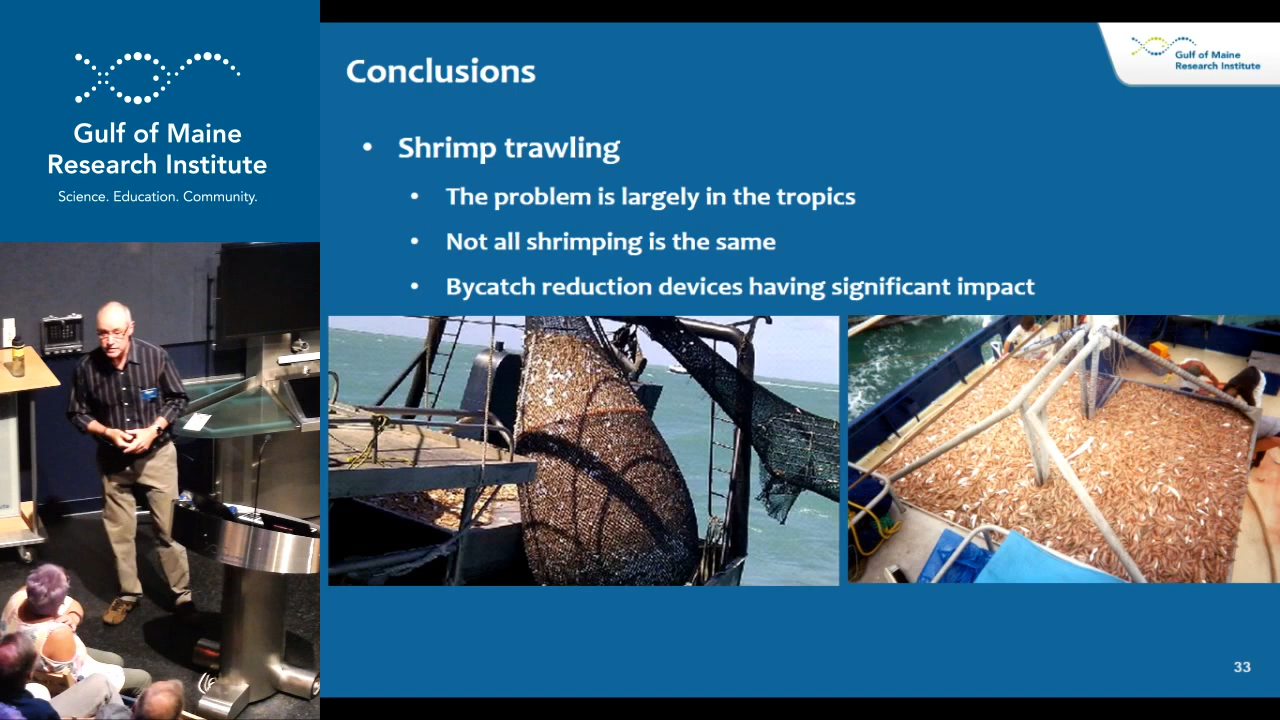 Gulf of Maine
Research Institute
Science. Education. Community.
Gulf of Maine
Research Institute
Conclusions
• Shrimp trawling
• The problem is largely in the tropics
• Not all shrimping is the same
• Bycatch reduction devices having significant impact
33